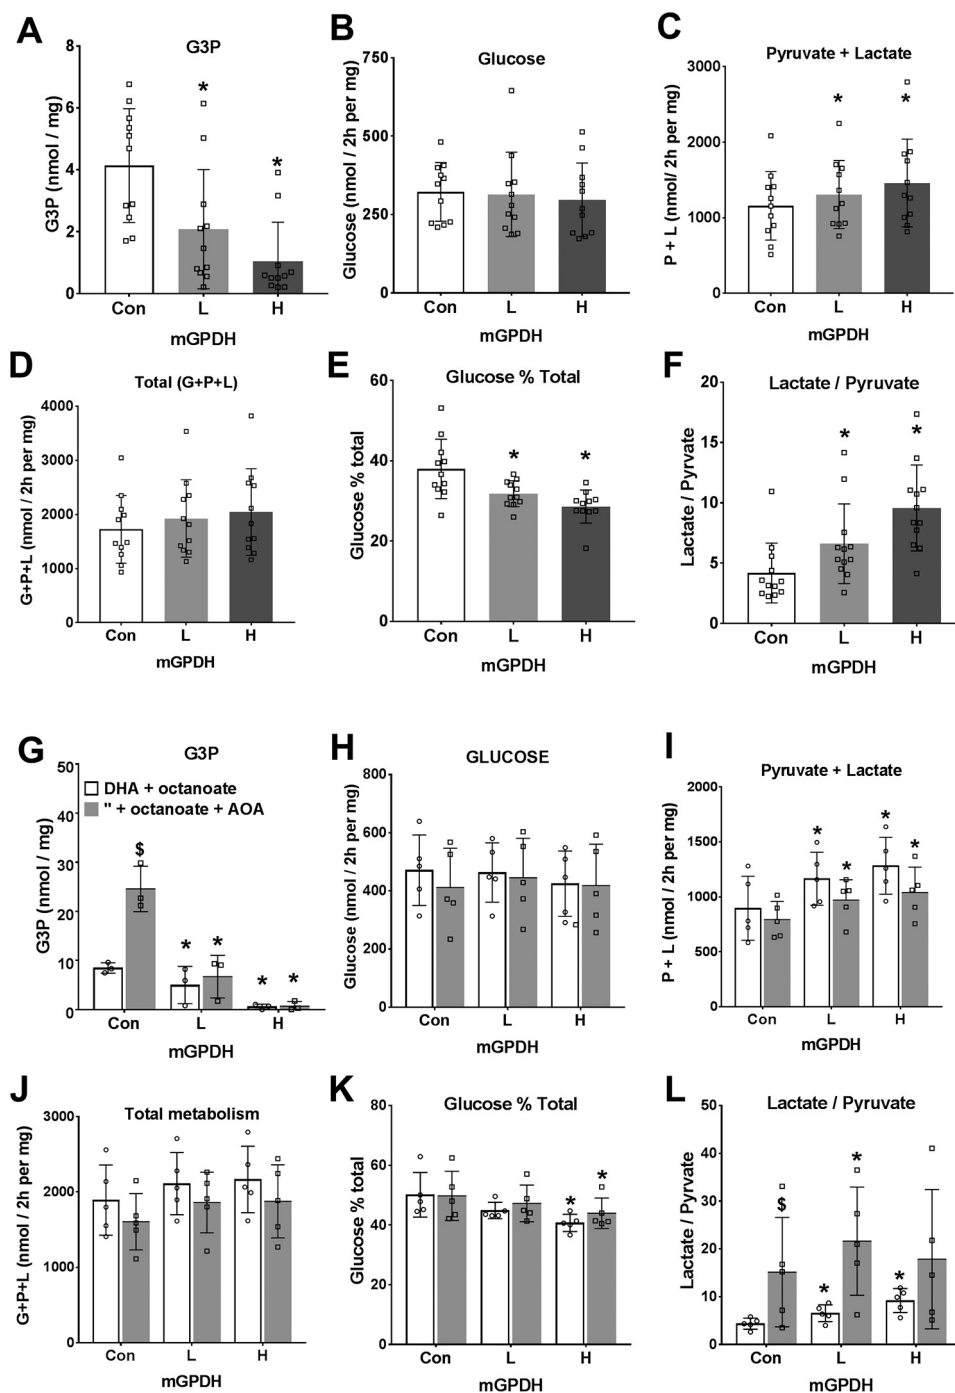 A
G3P
G3P (nmol / mg)
8
6
4
2
0
*
*
Con
L
H
mGPDH
B
Glucose
Glucose (nmol / 2h per mg)
750
500
250
0
Con
L
H
mGPDH
C
Pyruvate + Lactate
P + L (nmol/ 2h per mg)
3000
2000
1000
0
*
*
Con
L
H
mGPDH
D
Total (G+P+L)
G+P+L (nmol / 2h per mg)
4000
3000
2000
1000
0
Con
L
H
mGPDH
E
Glucose % Total
Glucose % total
60
40
20
0
*
*
Con
L
H
mGPDH
F
Lactate / Pyruvate
Lactate / Pyrvate
20
15
10
5
0
*
*
Con
L
H
mGPDH
G
G3P
G3P (nmol / mg)
50
40
30
20
10
0
DHA + octanoate
" + octanoate + AOA
$
*
*
*
*
Con
L
H
mGPDH
H
GLUCOSE
Glucose (nmol / 2h per mg)
800
600
400
200
0
Con
L
H
mGPDH
I
Pyruvate + Lactate
P + L (nmol / 2h per mg)
2000
1500
1000
500
0
*
*
*
*
Con
L
H
mGPDH
J
Total metabolism
G+P+L (nmol / 2h per mg)
3000
2000
1000
0
Con
L
H
mGPDH
K
Glucose % Total
Glucose % total
80
60
40
20
0
*
*
Con
L
H
mGPDH
L
Lactate / Pyruvate
Lactate / Pyrvate
50
40
30
20
10
0
$
*
*
*
Con
L
H
mGPDH